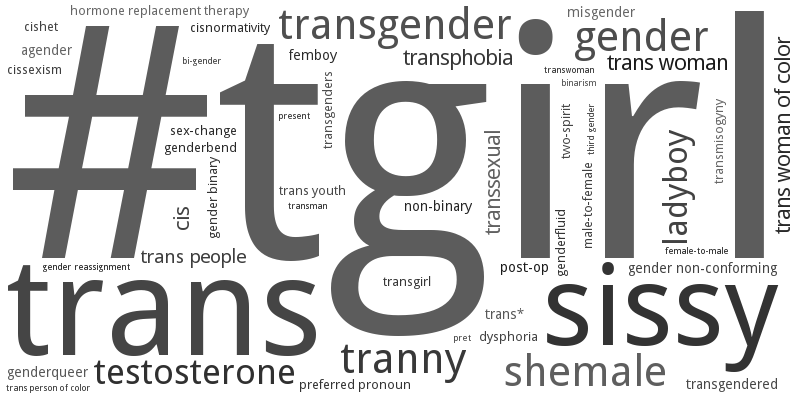 hormone replacement therapy
cishet
cisnormativity
transgender
misgender
agender
femboy
gender
cissexism
bi-gender
transphobia
trans woman
transwoman
binarism
#tgirl
present
transgenders
sex-change
genderbend
gender binary
cis
trans youth
transman
non-binary
transsexual
two-spirit
third gender
male-to-female
genderfluid
ladyboy
transmisogyny
trans woman of color
female-to-male
trans people
gender reassignment
post-op
gender non-conforming
transgirl
trans
sissy
trans*
pret
dysphoria
tranny
shemale
genderqueer
testosterone
trans person of color
preferred pronoun
transgendered